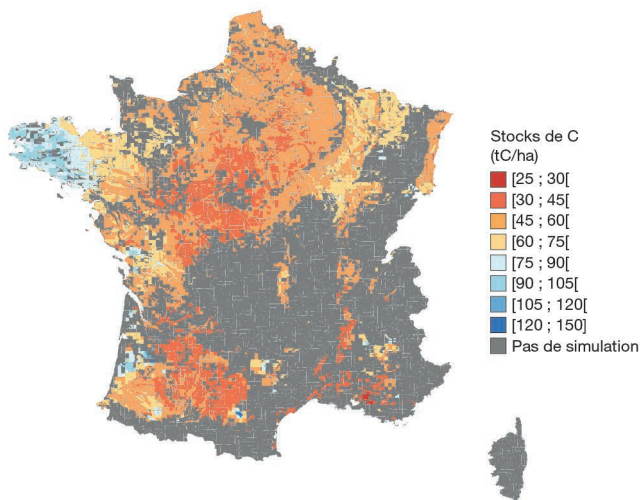 Stocks de C
(tC/ha)
[25 ; 30[
[30 ; 45[
[45 ; 60[
[60 ; 75[
[75 ; 90[
[90 ; 105[
[105 ; 120[
[120 ; 150]
Pas de simulation